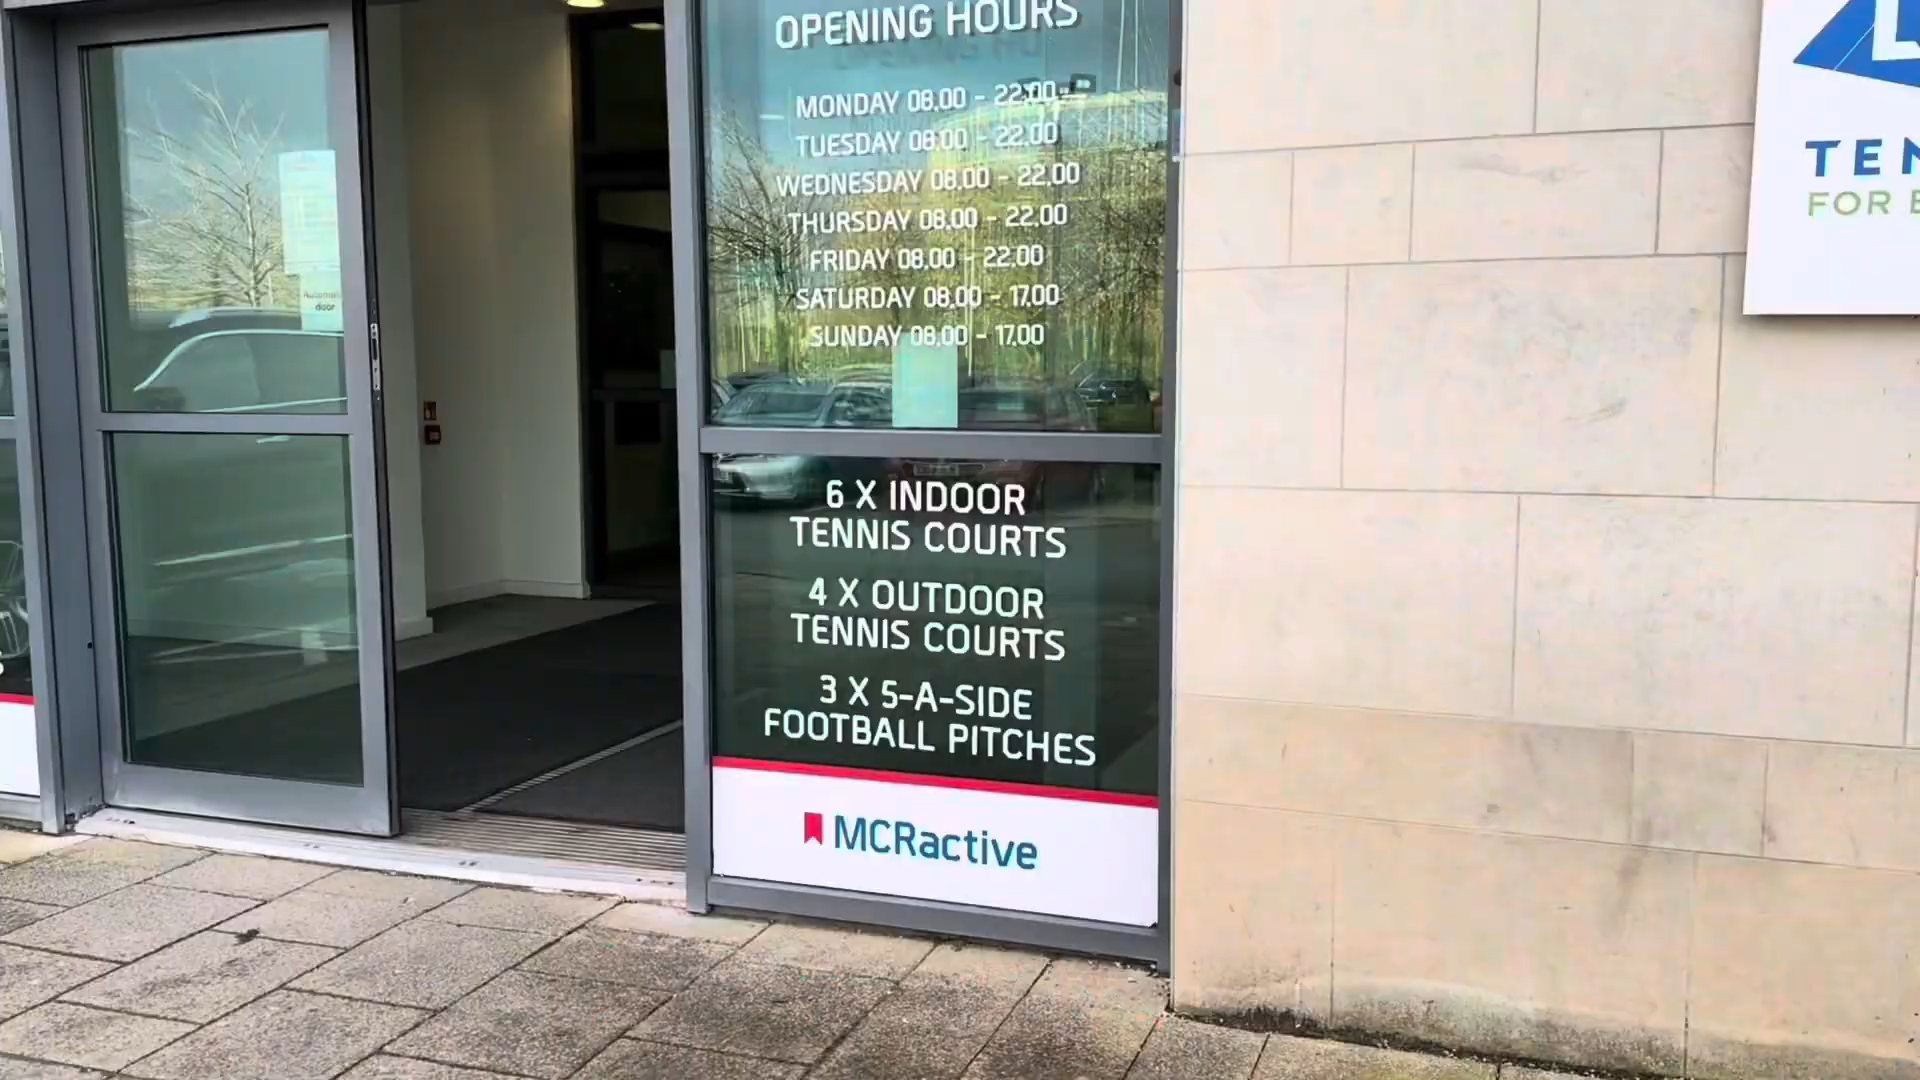 OPENING HOURS
MONDAY 08.00 - 22.00
TUESDAY 08.00 - 22.00
WEDNESDAY 08.00 - 22.00
THURSDAY 08.00 - 22.00
FRIDAY 08.00 - 22.00
SATURDAY 08.00 - 17.00
SUNDAY 08.00 - 17.00
6 X INDOOR
TENNIS COURTS
4 X OUTDOOR
TENNIS COURTS
3 X 5-A-SIDE
FOOTBALL PITCHES
MCRactive
door
FOR